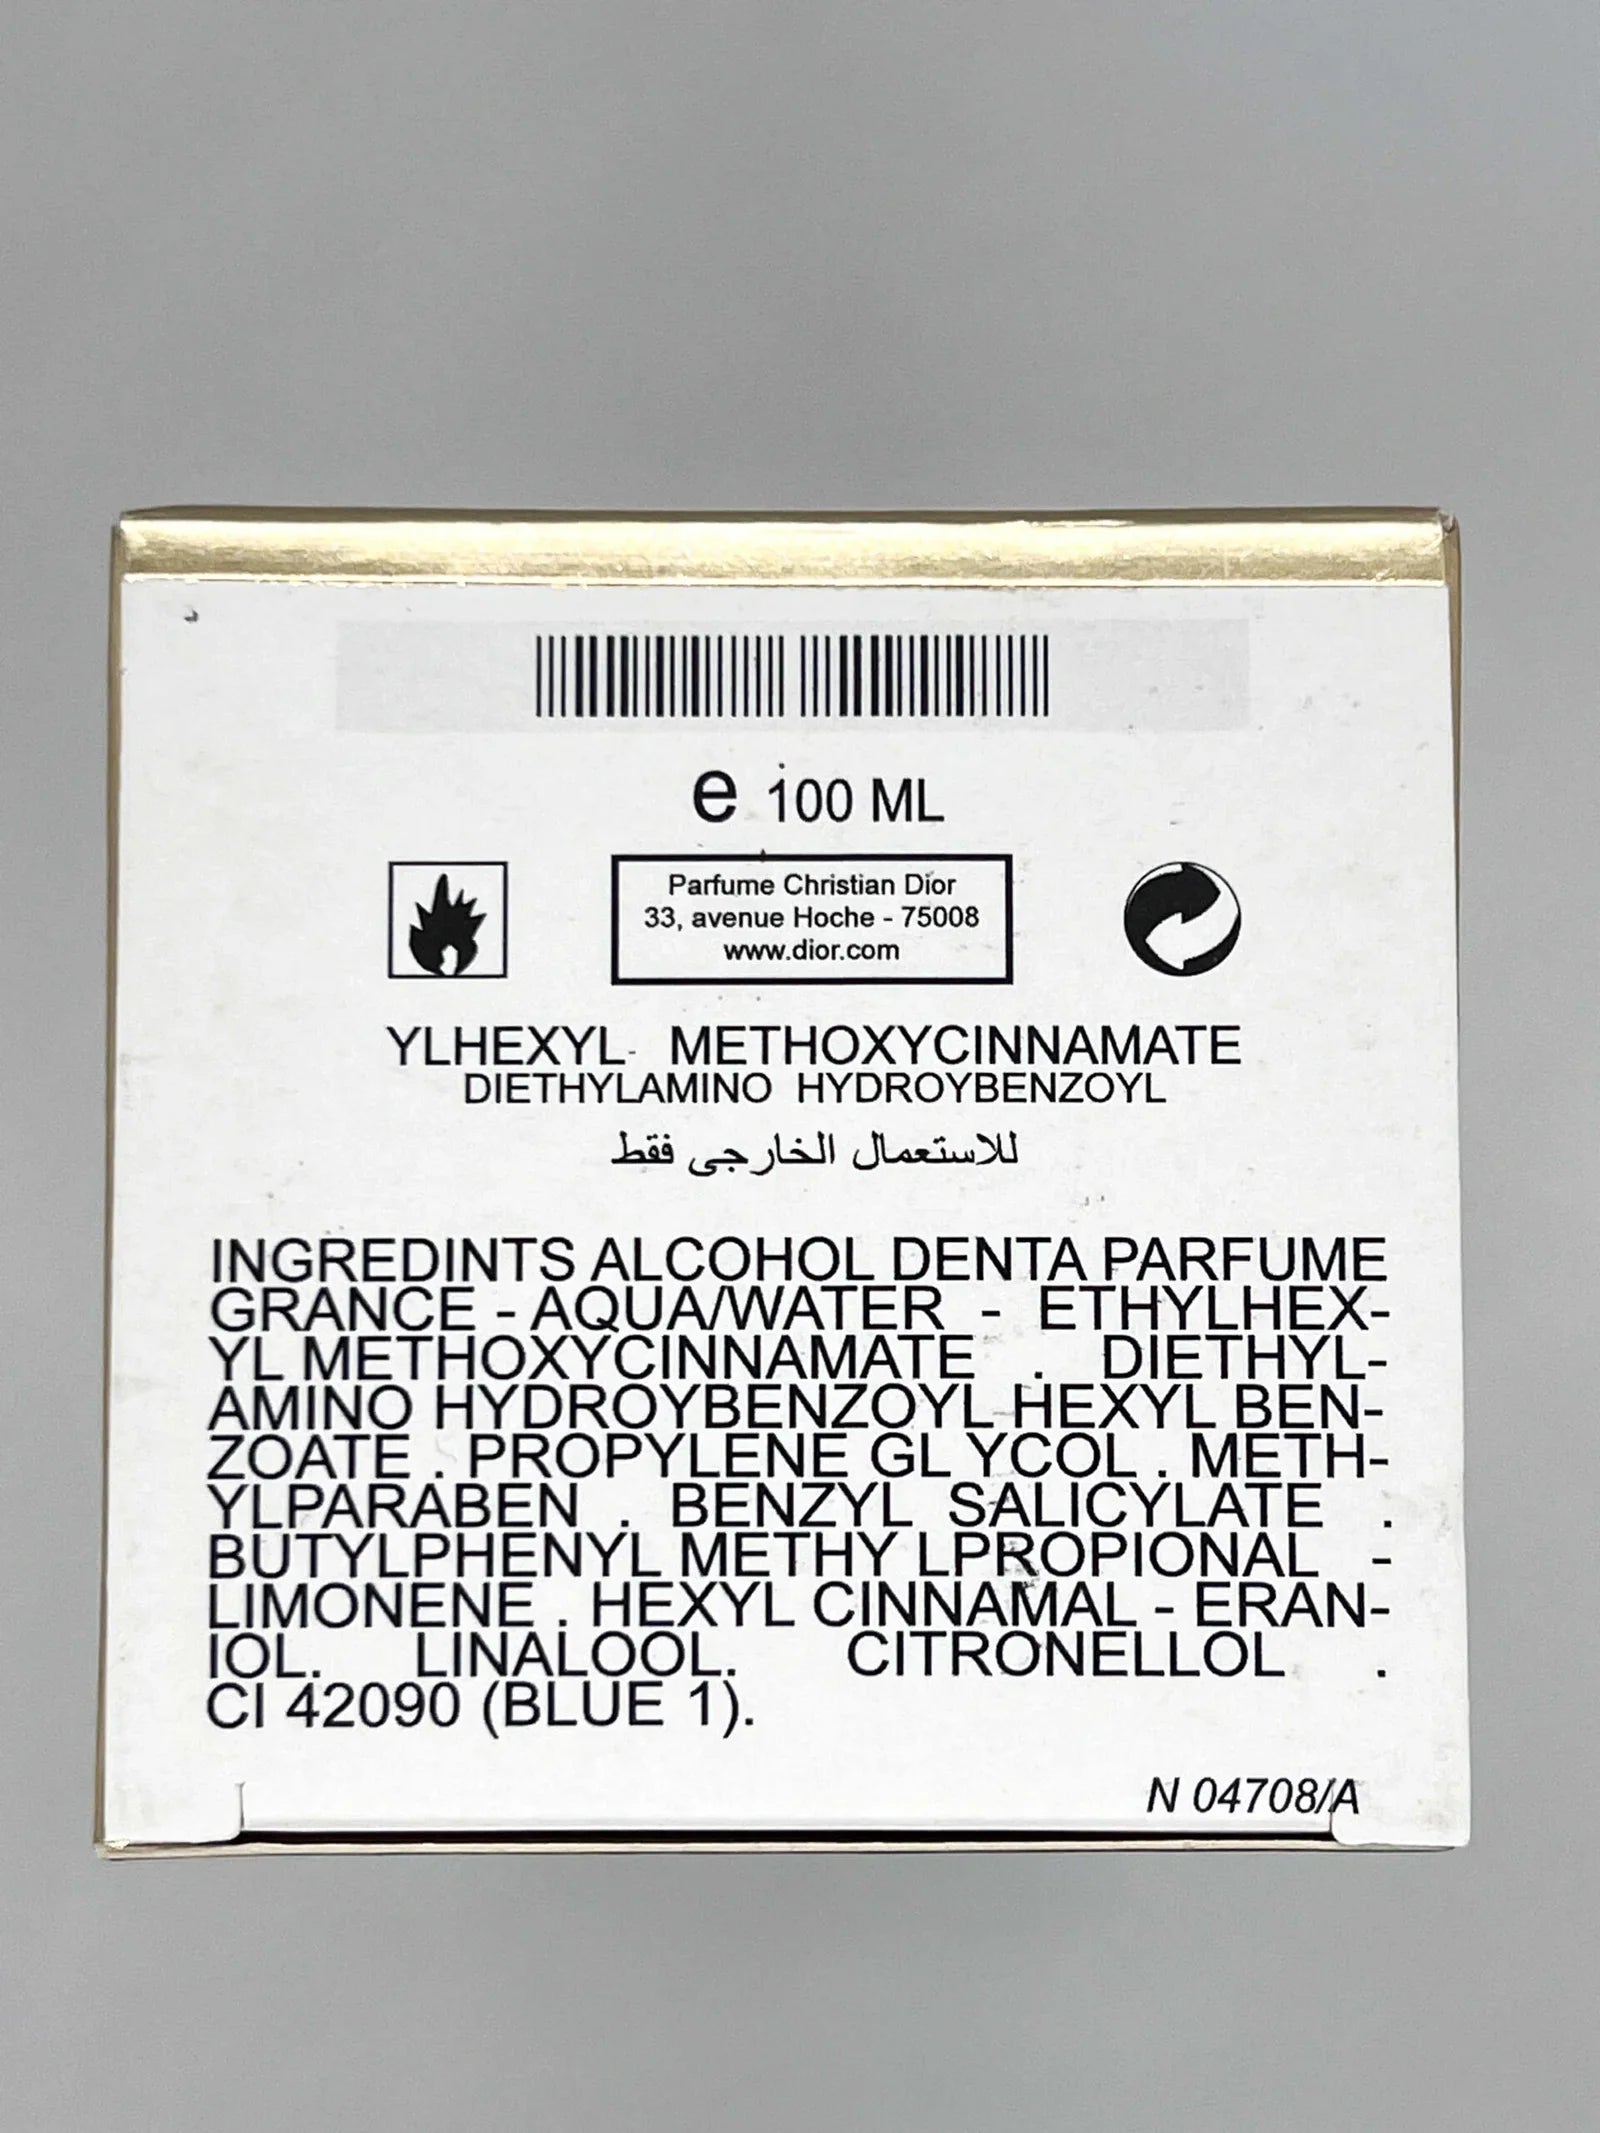 e 100 ML
Parfume Christian Dior
33, avenue Hoche - 75008
www.dior.com
YLHEXYL- METHOXYCINNAMATE
DIETHYLAMINO HYDROYBENZOYL
للاستعمال الخارجى فقط
INGREDINTS ALCOHOL DENTA PARFUME
GRANCE - AQUA/WATER - ETHYLHEX-
YL METHOXYCINNAMATE . DIETHYL-
AMINO HYDROYBENZOYL HEXYL BEN-
ZOATE . PROPYLENE GL YCOL . METH-
YLPARABEN . BENZYL SALICYLATE .
BUTYLPHENYL METHY LPROPIONAL -
LIMONENE . HEXYL CINNAMAL - ERAN-
IOL. LINALOOL. CITRONELLOL .
CI 42090 (BLUE 1).
N 04708/A